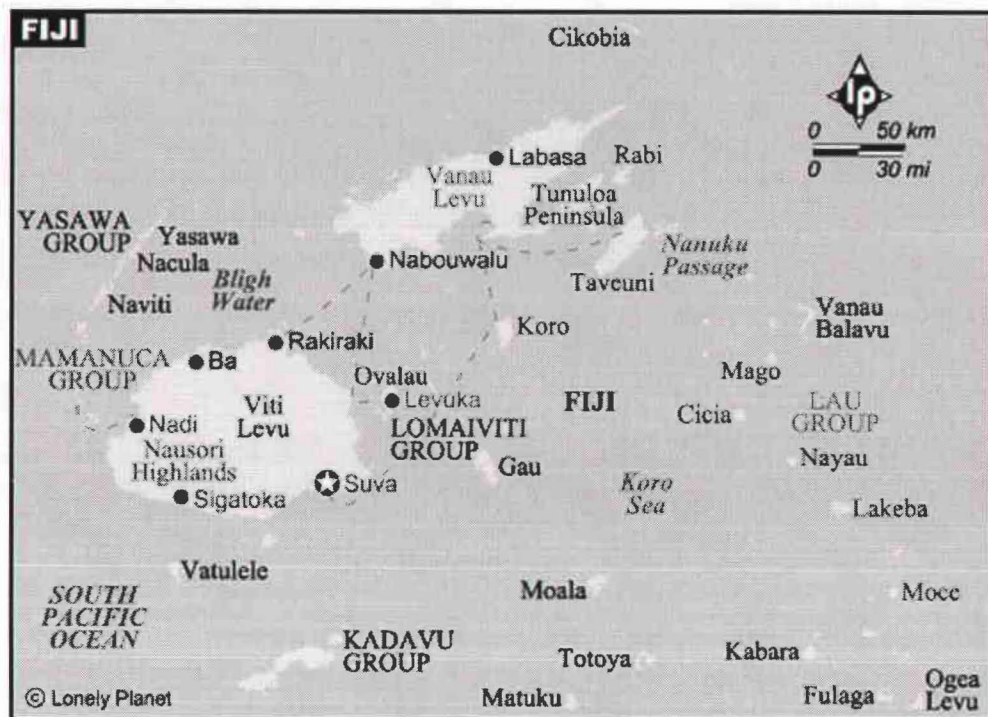 FIJI
Cikobia
lp
0 50 km
0 30 mi
Labasa
Rabi
Vanau
Levu
Tunuloa
Peninsula
YASAWA
GROUP
Yasawa
Nacula
Naviti
Bligh
Water
Nabouwalu
Nanuku
Passage
Taveuni
Vanau
Balavu
Koro
Rakiraki
MAMANUCA
GROUP
Ba
Ovalau
Mago
Levuka
FIJI
Cicia
LAU
GROUP
Viti
Levu
Nadi
Nausori
Highlands
LOMAIVITI
GROUP
Gau
Nayau
Sigatoka
Suva
Koro
Sea
Lakeba
Vatulele
Moala
Moce
SOUTH
PACIFIC
OCEAN
KADAVU
GROUP
Totoya
Kabara
© Lonely Planet
Matuku
Fulaga
Ogea
Levu